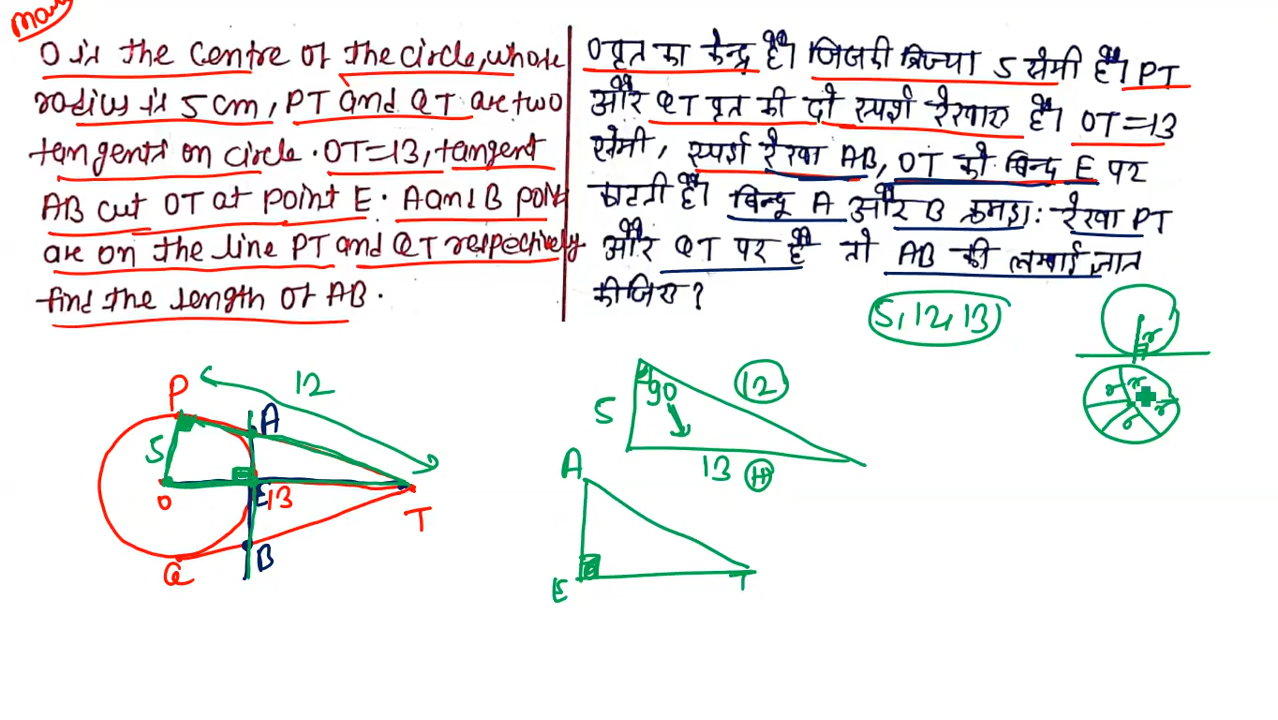 Many
O is the centre of the circle, whose
radius is 5 cm, PT and QT are two
tangents on circle. OT=13, tangent
AB cut OT at point E. A and B point
are on the line PT and QT respectively
find the length of AB.
O वृत का केन्द्र है। जिजकी त्रिज्या 5 सेमी है। PT
और QT वृत की दो स्पर्श रेखाए है। OT=13
सेमी, स्पर्श रेखा AB, OT को बिन्दु E पर
काटती है। बिन्दू A और B क्रमश: रेखा PT
और QT पर है तो AB की लम्बाई ज्ञात
कीजिए?
5, 12, 13
r
r r r r
P 12
A
5
O E 13 T
B
Q
90 12
5
13 H
A
E T